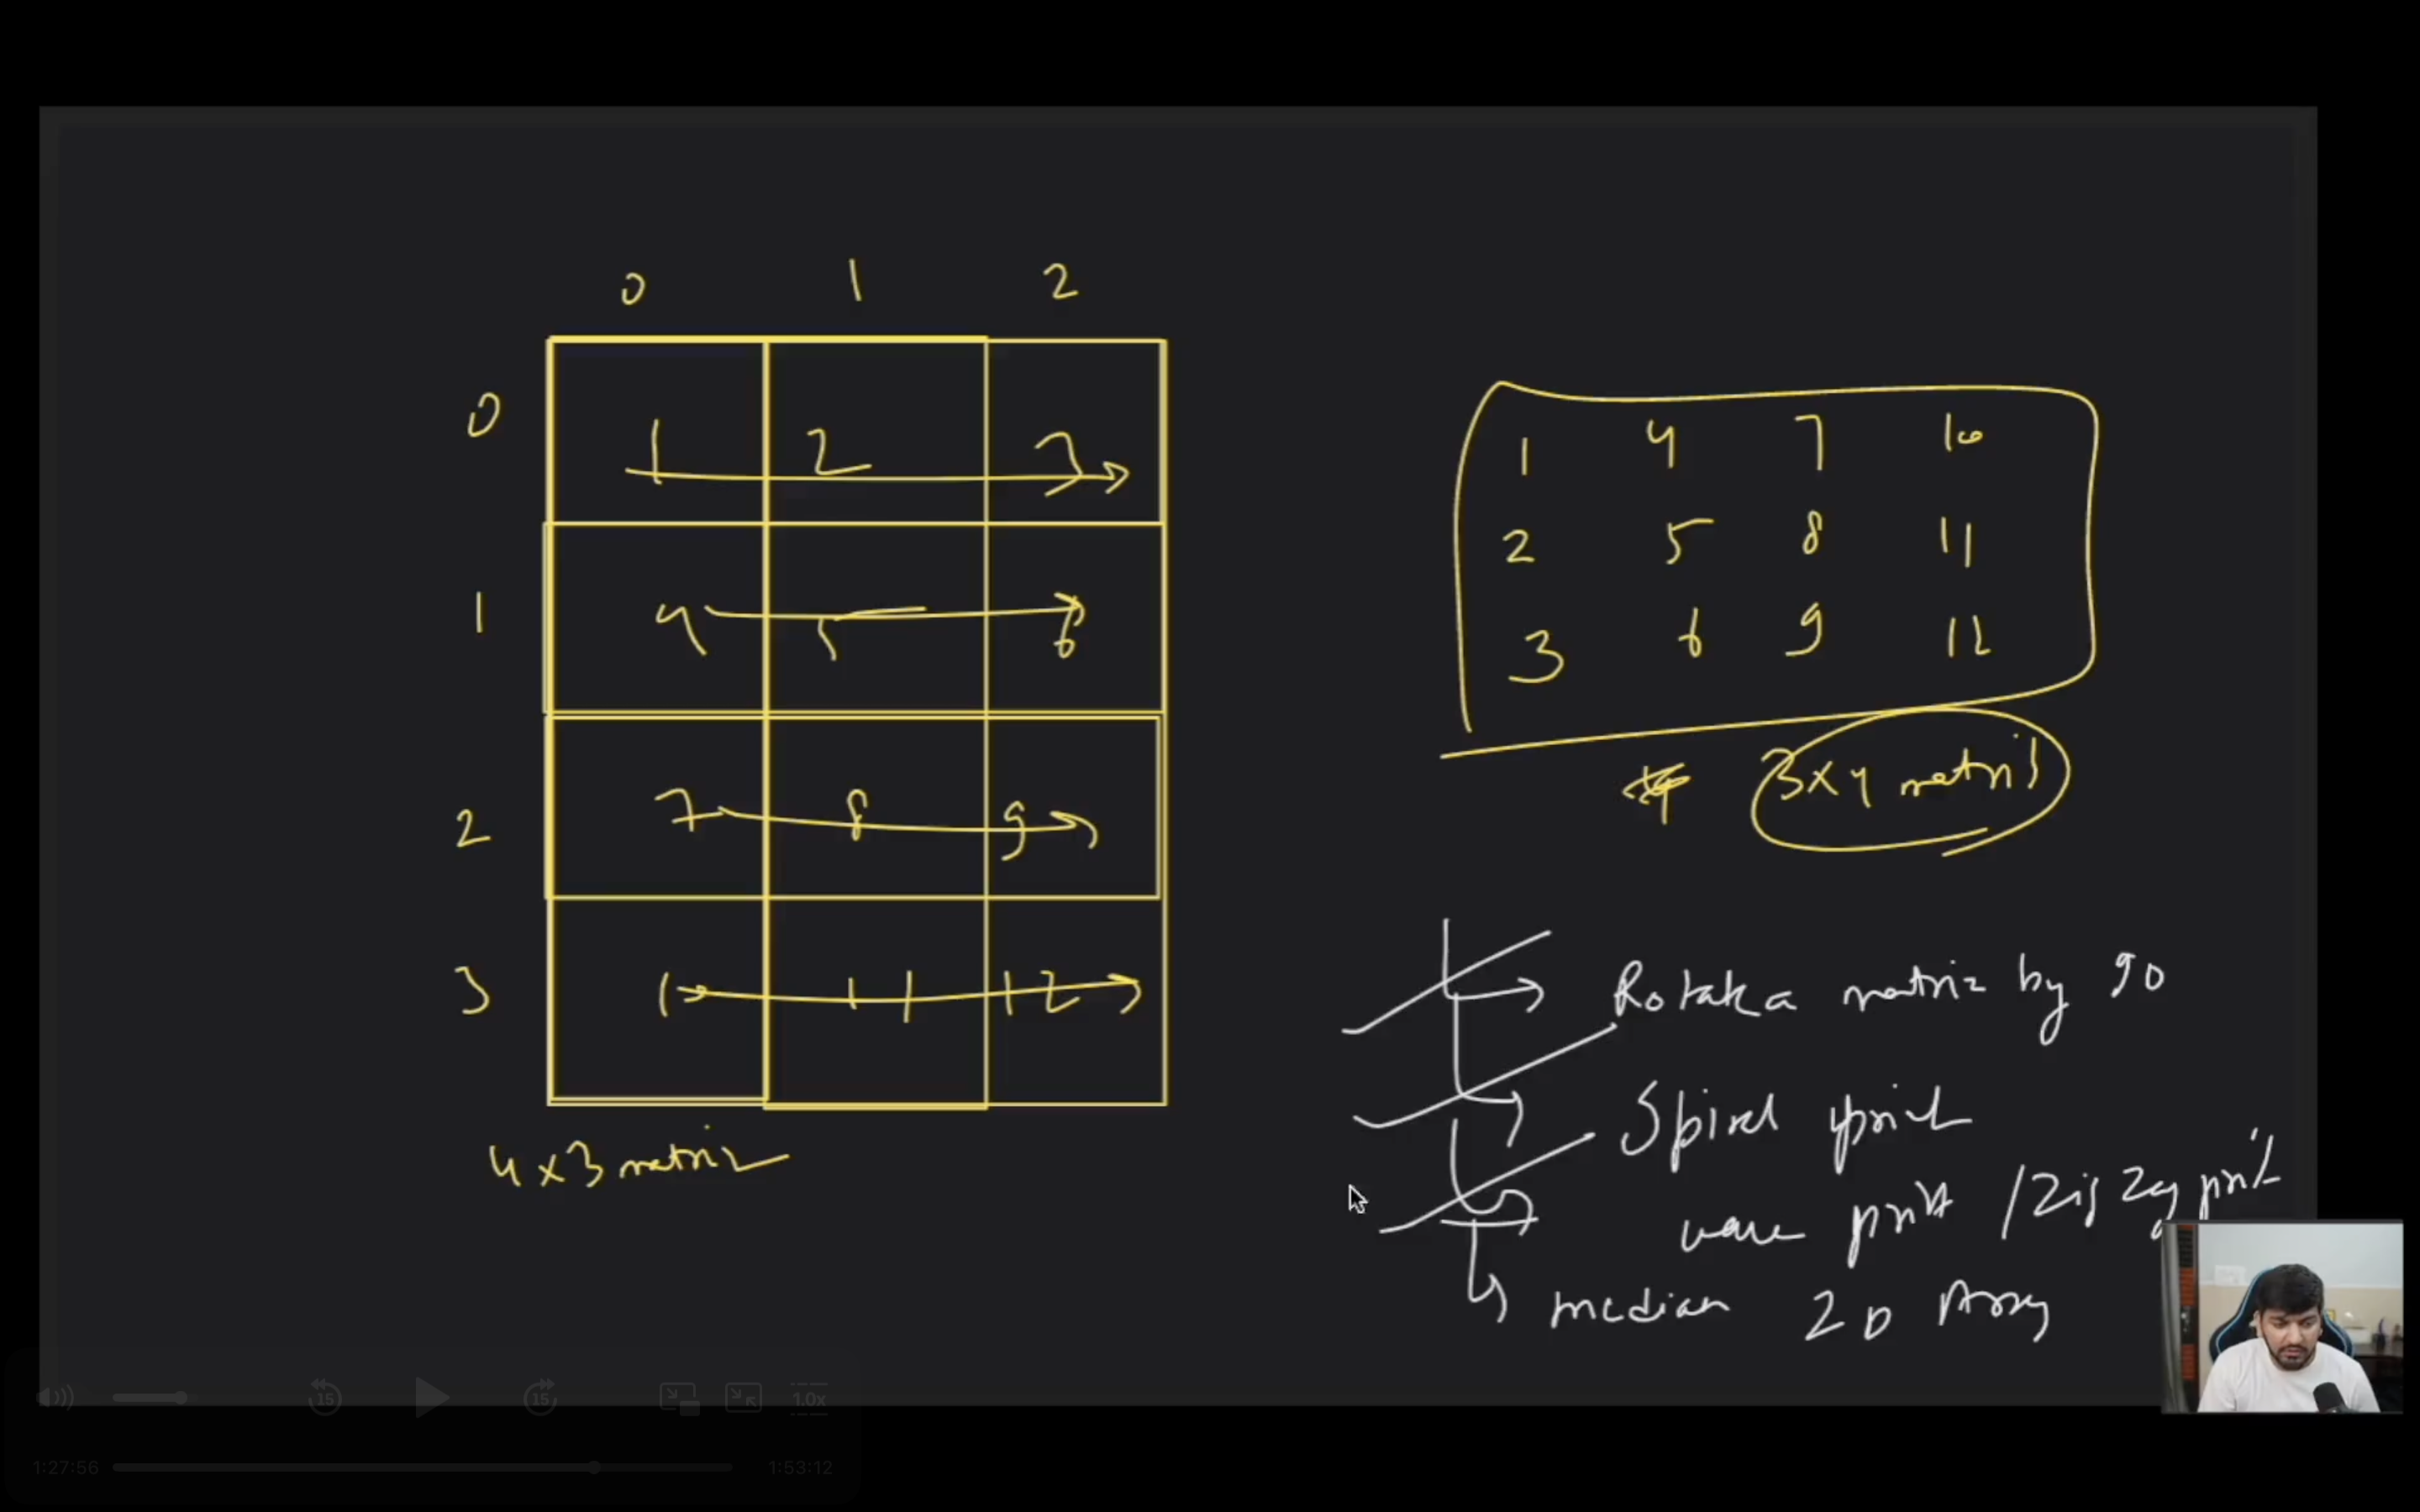 0 1 2
0 1 2 3
1 4 5 6
2 7 8 9
3 10 11 12
4 x 3 matrix
1 4 7 10
2 5 8 11
3 6 9 12
3 x 4 matrix
Rotate a matrix by 90
Spiral print
wave print / Zig Zag print
median 2D Array
15
15
1.0x
1:27:56
1:53:12